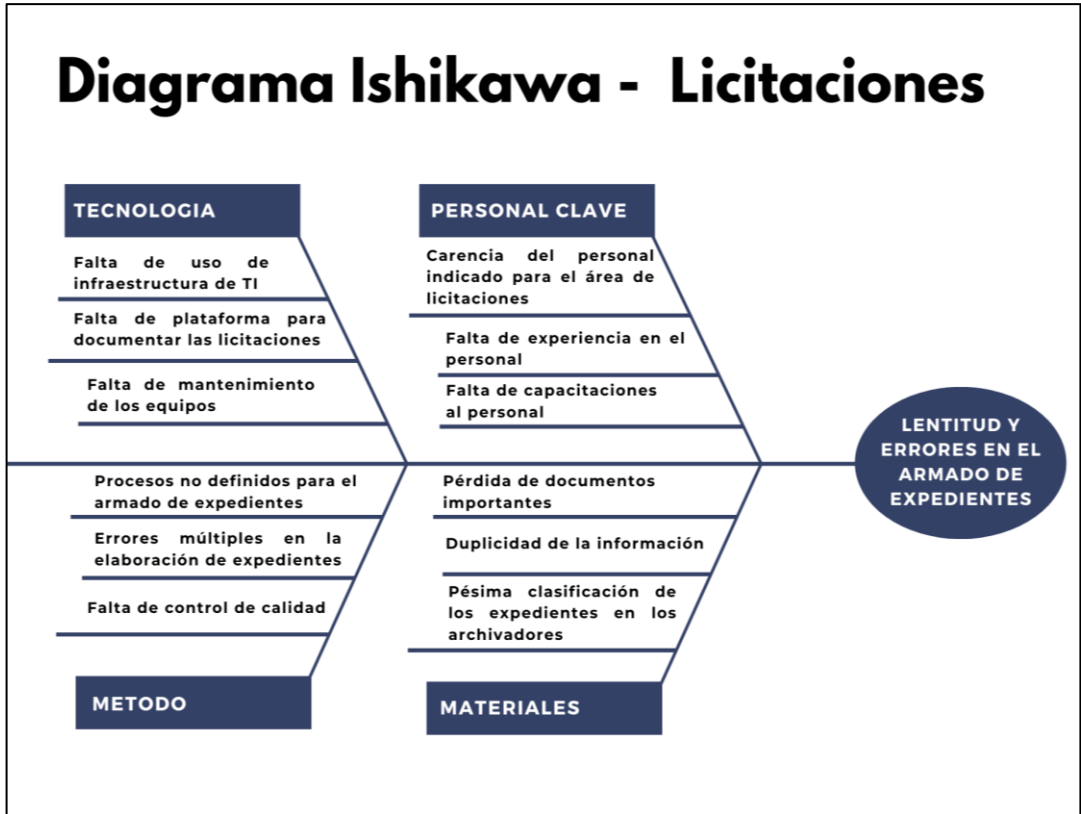 Diagrama Ishikawa - Licitaciones
TECNOLOGIA
Falta de uso de
infraestructura de TI
Falta de plataforma para
documentar las licitaciones
Falta de mantenimiento
de los equipos
PERSONAL CLAVE
Carencia del personal
indicado para el área de
licitaciones
Falta de experiencia en el
personal
Falta de capacitaciones
al personal
LENTITUD Y
ERRORES EN EL
ARMADO DE
EXPEDIENTES
Procesos no definidos para el
armado de expedientes
Errores múltiples en la
elaboración de expedientes
Falta de control de calidad
METODO
Pérdida de documentos
importantes
Duplicidad de la información
Pésima clasificación de
los expedientes en los
archivadores
MATERIALES